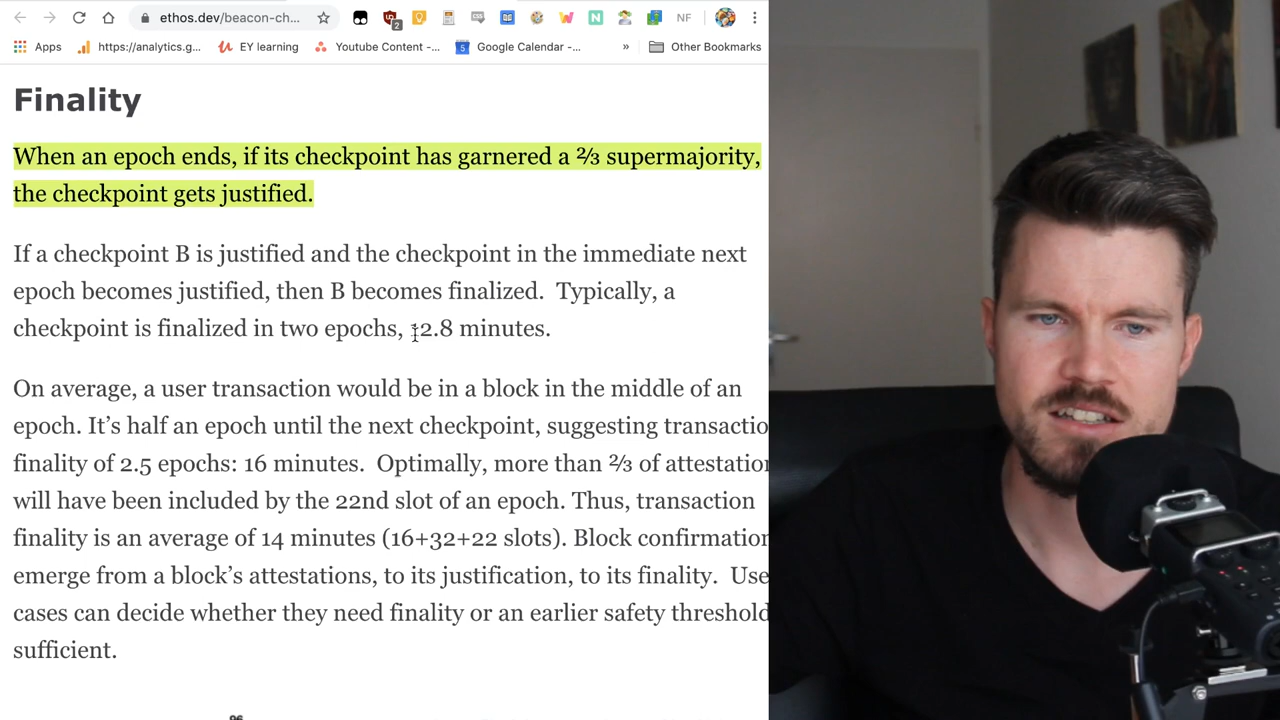 ethos.dev/beacon-ch...
2
NF
Apps
https://analytics.g...
EY learning
Youtube Content -...
5
Google Calendar -...
»
Other Bookmarks
Finality
When an epoch ends, if its checkpoint has garnered a ⅔ supermajority,
the checkpoint gets justified.
If a checkpoint B is justified and the checkpoint in the immediate next
epoch becomes justified, then B becomes finalized. Typically, a
checkpoint is finalized in two epochs, 12.8 minutes.
On average, a user transaction would be in a block in the middle of an
epoch. It’s half an epoch until the next checkpoint, suggesting transactio
finality of 2.5 epochs: 16 minutes. Optimally, more than ⅔ of attestation
will have been included by the 22nd slot of an epoch. Thus, transaction
finality is an average of 14 minutes (16+32+22 slots). Block confirmation
emerge from a block’s attestations, to its justification, to its finality. Use
cases can decide whether they need finality or an earlier safety threshold
sufficient.
96